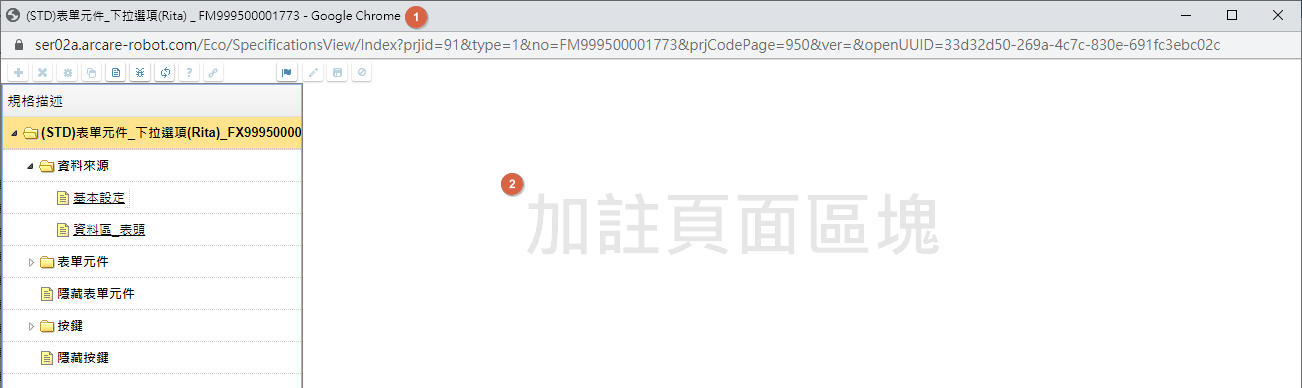 (STD)表單元件_下拉選項(Rita) _ FM999500001773 - Google Chrome 1
ser02a.arcare-robot.com/Eco/SpecificationsView/Index?prjid=91&type=1&no=FM999500001773&prjCodePage=950&ver=&openUUID=33d32d50-269a-4c7c-830e-691fc3ebc02c
規格描述
(STD)表單元件_下拉選項(Rita)_FX99950000
資料來源
基本設定
資料區_表頭
表單元件
隱藏表單元件
按鍵
隱藏按鍵
2
加註頁面區塊